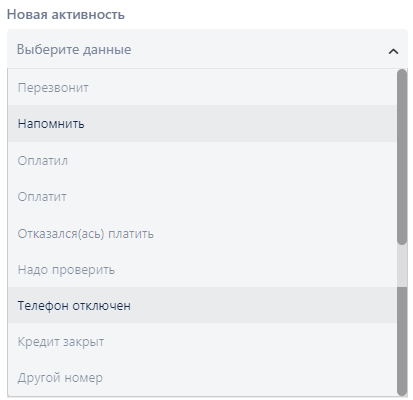 Новая активность
Выберите данные
Перезвонит
Напомнить
Оплатил
Оплатит
Отказался(ась) платить
Надо проверить
Телефон отключен
Кредит закрыт
Другой номер